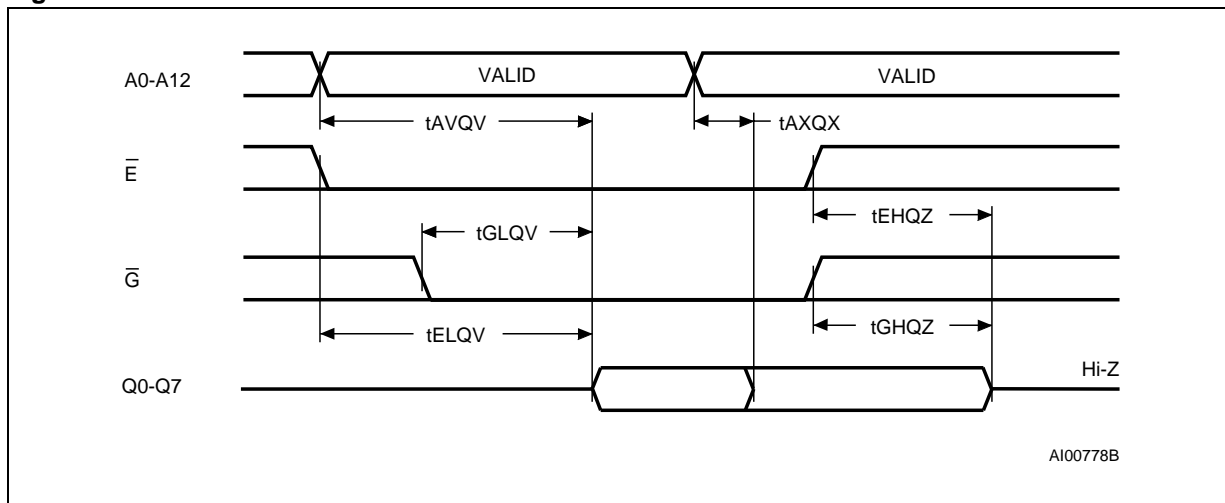 A0-A12
VALID
VALID
tAVQV
tAXQX
E
tEHQZ
tGLQV
G
tGHQZ
tELQV
Q0-Q7
Hi-Z
AI00778B